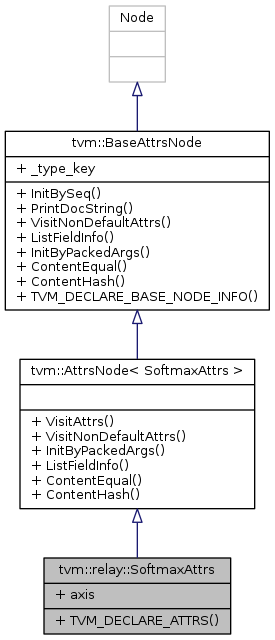 Node
tvm::BaseAttrsNode
+ _type_key
+ InitBySeq()
+ PrintDocString()
+ VisitNonDefaultAttrs()
+ ListFieldInfo()
+ InitByPackedArgs()
+ ContentEqual()
+ ContentHash()
+ TVM_DECLARE_BASE_NODE_INFO()
tvm::AttrsNode< SoftmaxAttrs >
+ VisitAttrs()
+ VisitNonDefaultAttrs()
+ InitByPackedArgs()
+ ListFieldInfo()
+ ContentEqual()
+ ContentHash()
tvm::relay::SoftmaxAttrs
+ axis
+ TVM_DECLARE_ATTRS()